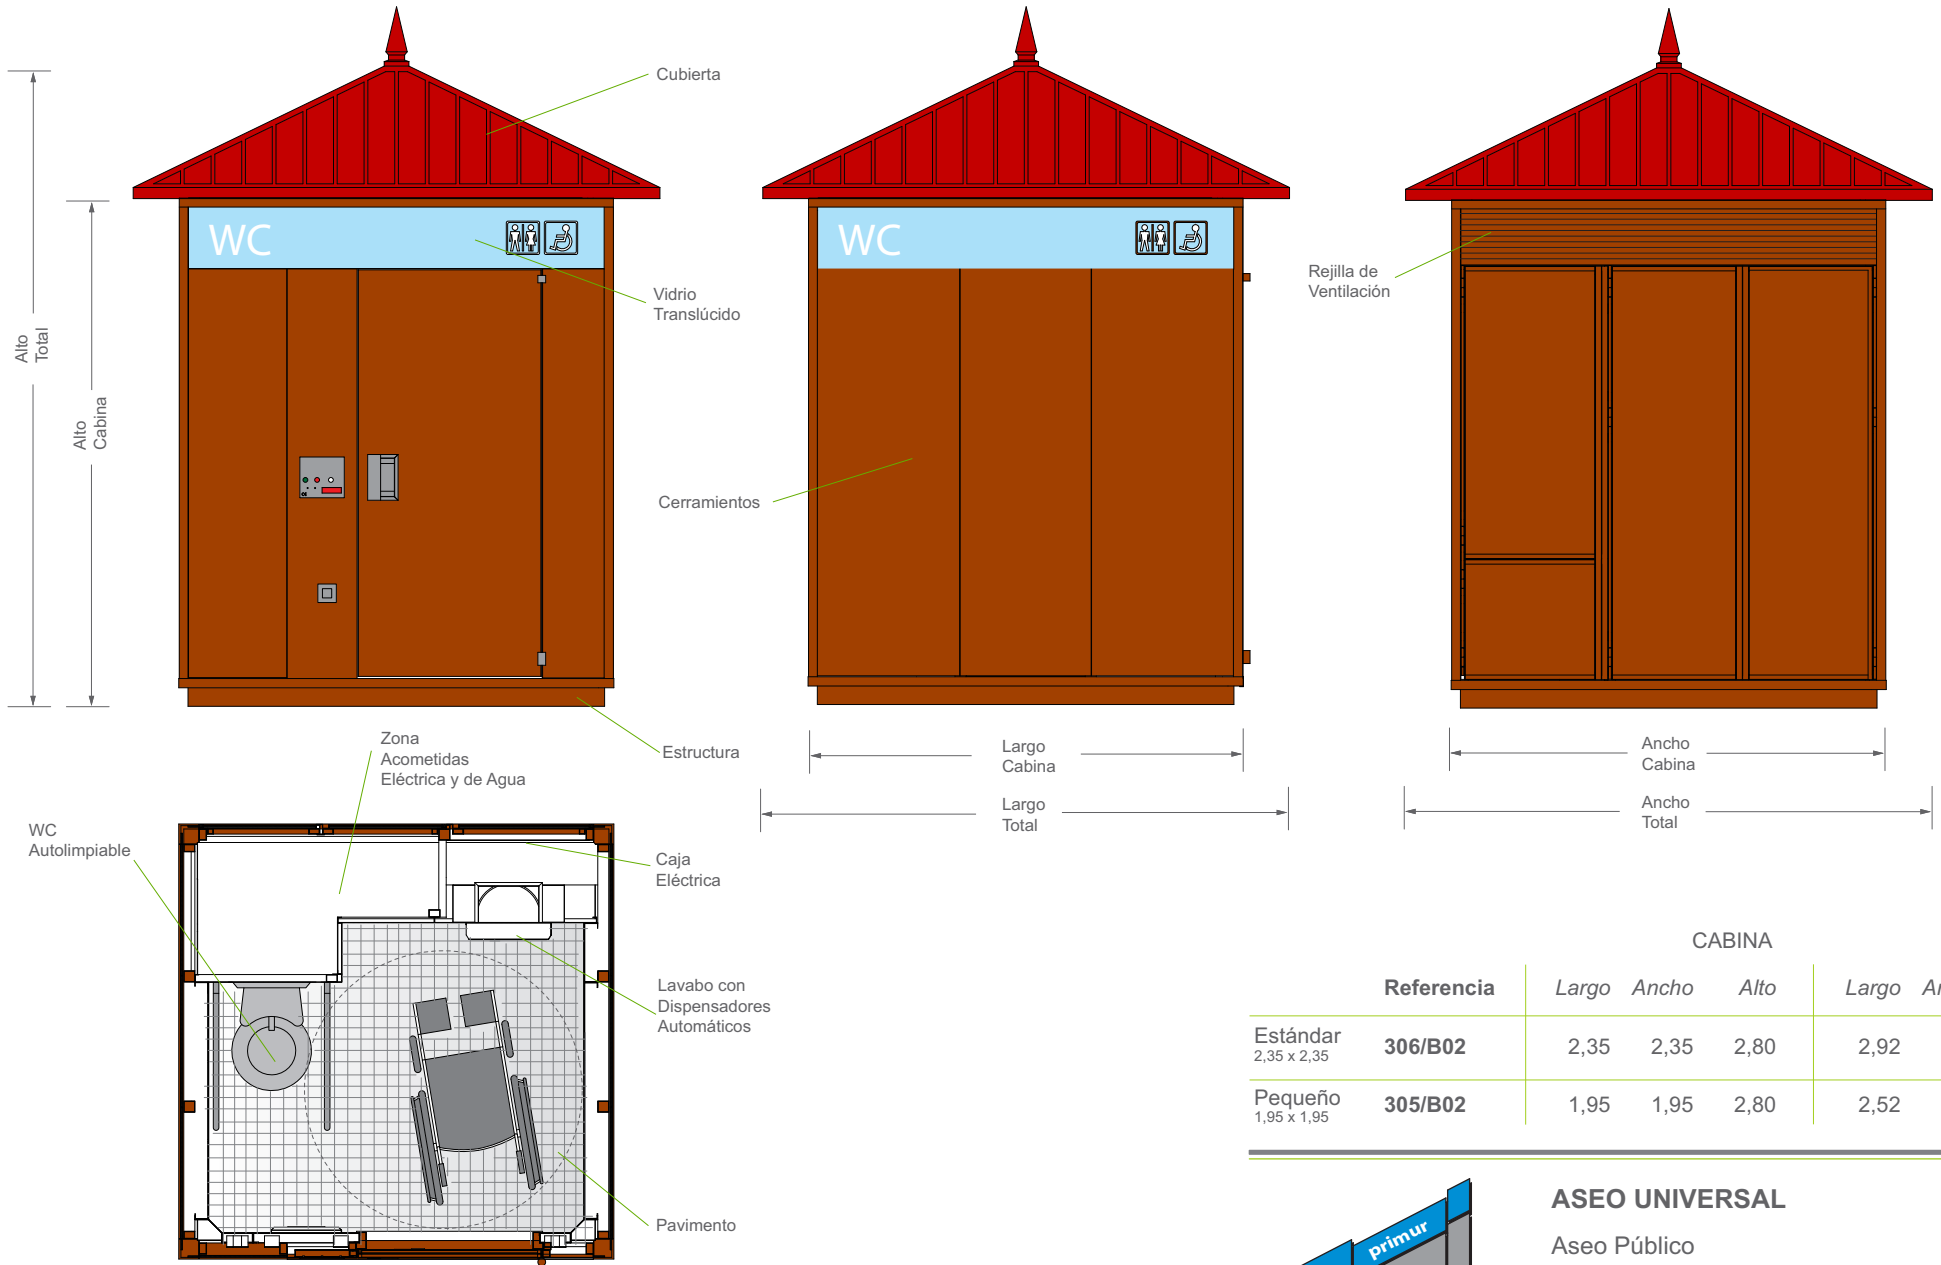 Cubierta
WC
WC
Vidrio
Translúcido
Rejilla de
Ventilación
Alto
Total
Alto
Cabina
Cerramientos
Estructura
Zona
Acometidas
Eléctrica y de Agua
Largo
Cabina
Largo
Total
Ancho
Cabina
Ancho
Total
WC
Autolimpiable
Caja
Eléctrica
Lavabo con
Dispensadores
Automáticos
Pavimento
CABINA
Referencia Largo Ancho Alto Largo
Estándar 306/B02 2,35 2,35 2,80 2,92
2,35 x 2,35
Pequeño 305/B02 1,95 1,95 2,80 2,52
1,95 x 1,95
primur
ASEO UNIVERSAL
Aseo Público